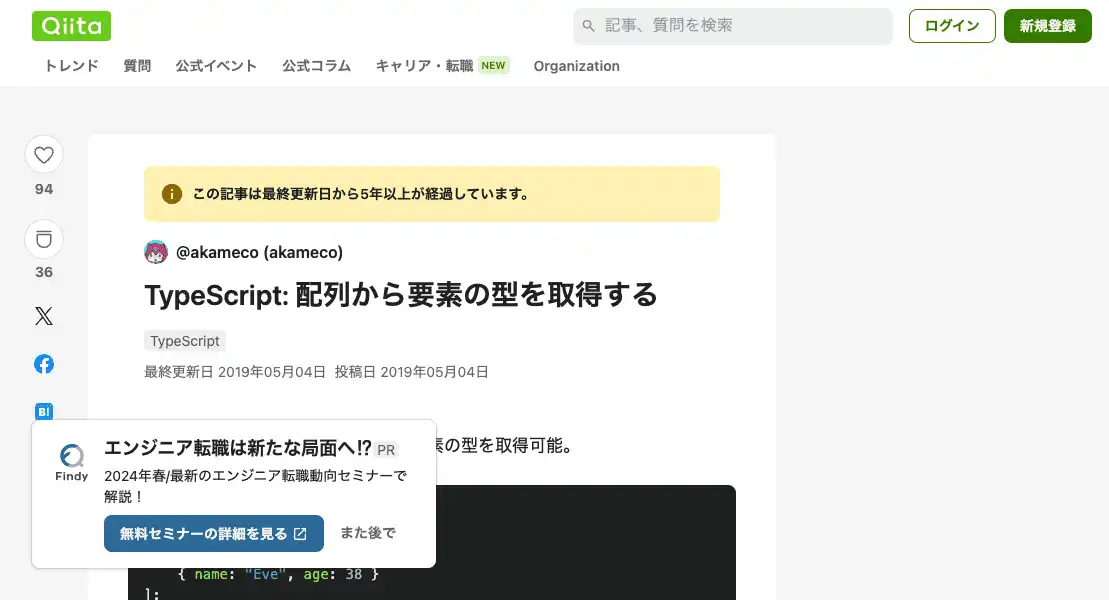 Qiita
記事、質問を検索
ログイン
新規登録
トレンド
質問
公式イベント
公式コラム
キャリア・転職 NEW
Organization
94
36
B!
この記事は最終更新日から5年以上が経過しています。
@akameco (akameco)
TypeScript: 配列から要素の型を取得する
TypeScript
最終更新日 2019年05月04日 投稿日 2019年05月04日
素の型を取得可能。
Findy
エンジニア転職は新たな局面へ!? PR
2024年春/最新のエンジニア転職動向セミナーで
解説！
無料セミナーの詳細を見る
また後で
{ name: "Eve", age: 38 }
];